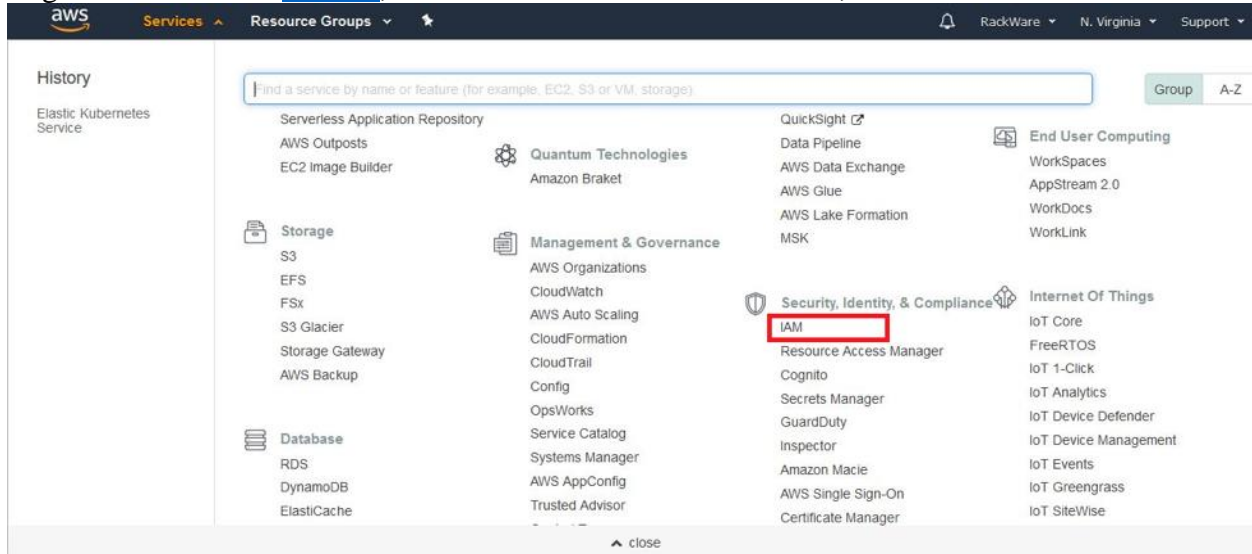 aws
Services
Resource Groups
RackWare
N. Virginia
Support
History
Elastic Kubernetes
Service
Find a service by name or feature (for example, EC2, S3 or VM, storage).
Group
A-Z
Serverless Application Repository
AWS Outposts
EC2 Image Builder
Storage
S3
EFS
FSx
S3 Glacier
Storage Gateway
AWS Backup
Database
RDS
DynamoDB
ElastiCache
Quantum Technologies
Amazon Braket
Management & Governance
AWS Organizations
CloudWatch
AWS Auto Scaling
CloudFormation
CloudTrail
Config
OpsWorks
Service Catalog
Systems Manager
AWS AppConfig
Trusted Advisor
QuickSight
Data Pipeline
AWS Data Exchange
AWS Glue
AWS Lake Formation
MSK
Security, Identity, & Compliance
IAM
Resource Access Manager
Cognito
Secrets Manager
GuardDuty
Inspector
Amazon Macie
AWS Single Sign-On
Certificate Manager
End User Computing
WorkSpaces
AppStream 2.0
WorkDocs
WorkLink
Internet Of Things
IoT Core
FreeRTOS
IoT 1-Click
IoT Analytics
IoT Device Defender
IoT Device Management
IoT Events
IoT Greengrass
IoT SiteWise
close